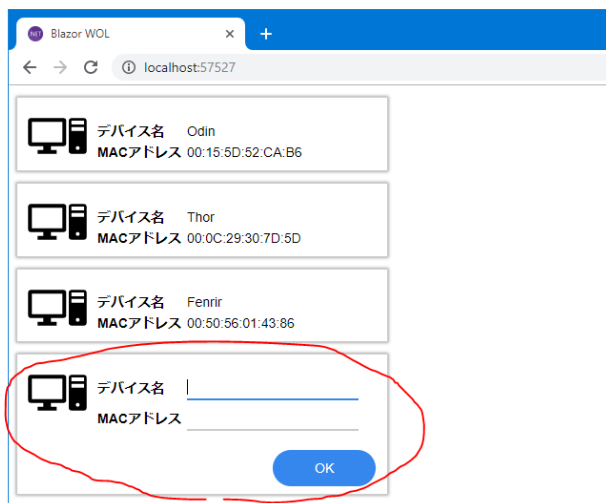 NET Blazor WOL
localhost:57527
デバイス名 Odin
MACアドレス 00:15:5D:52:CA:B6
デバイス名 Thor
MACアドレス 00:0C:29:30:7D:5D
デバイス名 Fenrir
MACアドレス 00:50:56:01:43:86
デバイス名
MACアドレス
OK